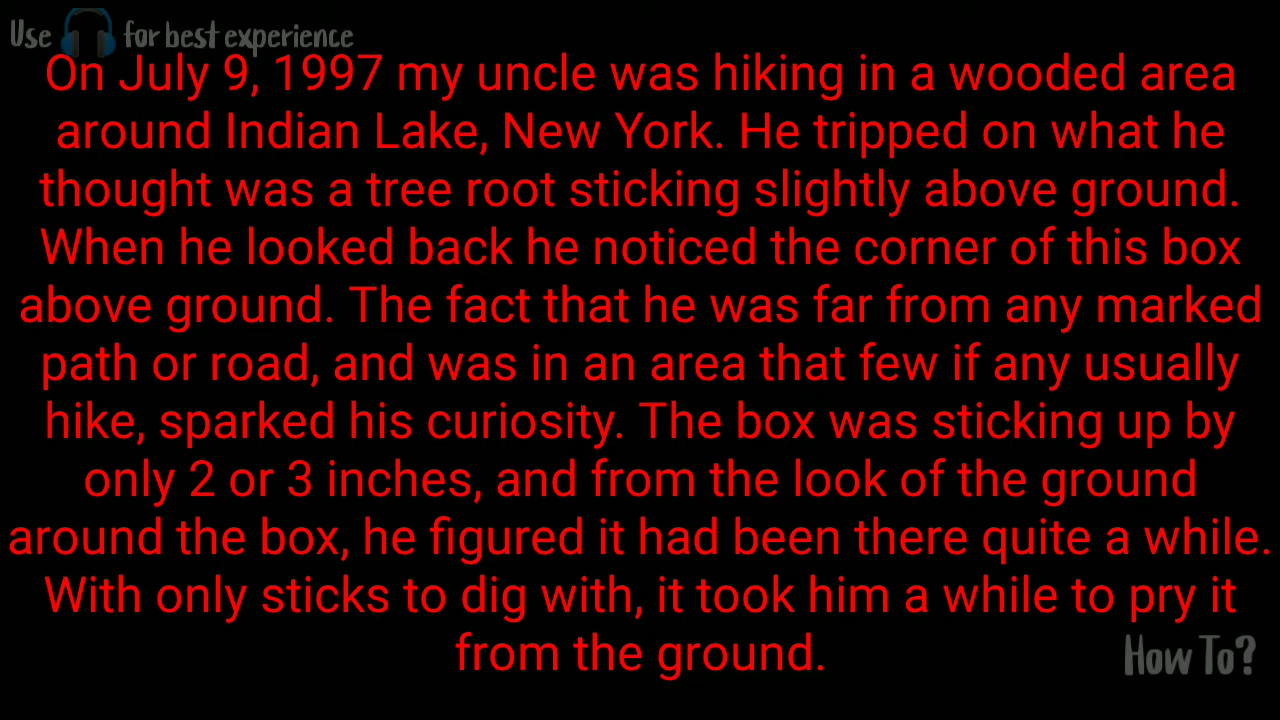 Use for best experience
On July 9, 1997 my uncle was hiking in a wooded area
around Indian Lake, New York. He tripped on what he
thought was a tree root sticking slightly above ground.
When he looked back he noticed the corner of this box
above ground. The fact that he was far from any marked
path or road, and was in an area that few if any usually
hike, sparked his curiosity. The box was sticking up by
only 2 or 3 inches, and from the look of the ground
around the box, he figured it had been there quite a while.
With only sticks to dig with, it took him a while to pry it
from the ground.
How To?